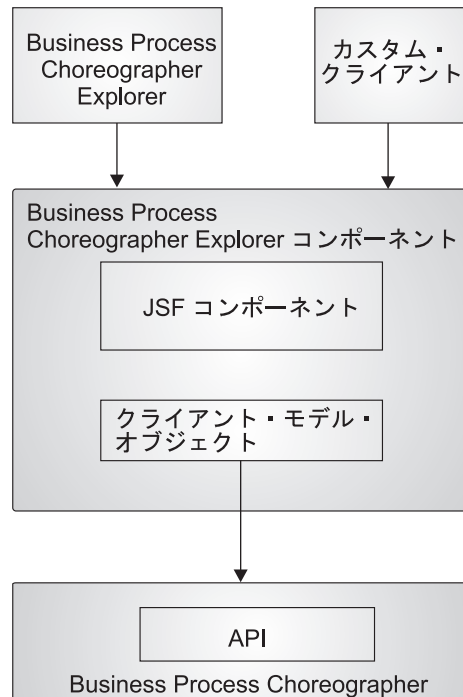 Business Process
Choreographer
Explorer
カスタム・
クライアント
Business Process
Choreographer Explorer コンポーネント
JSF コンポーネント
クライアント・モデル・
オブジェクト
API
Business Process Choreographer